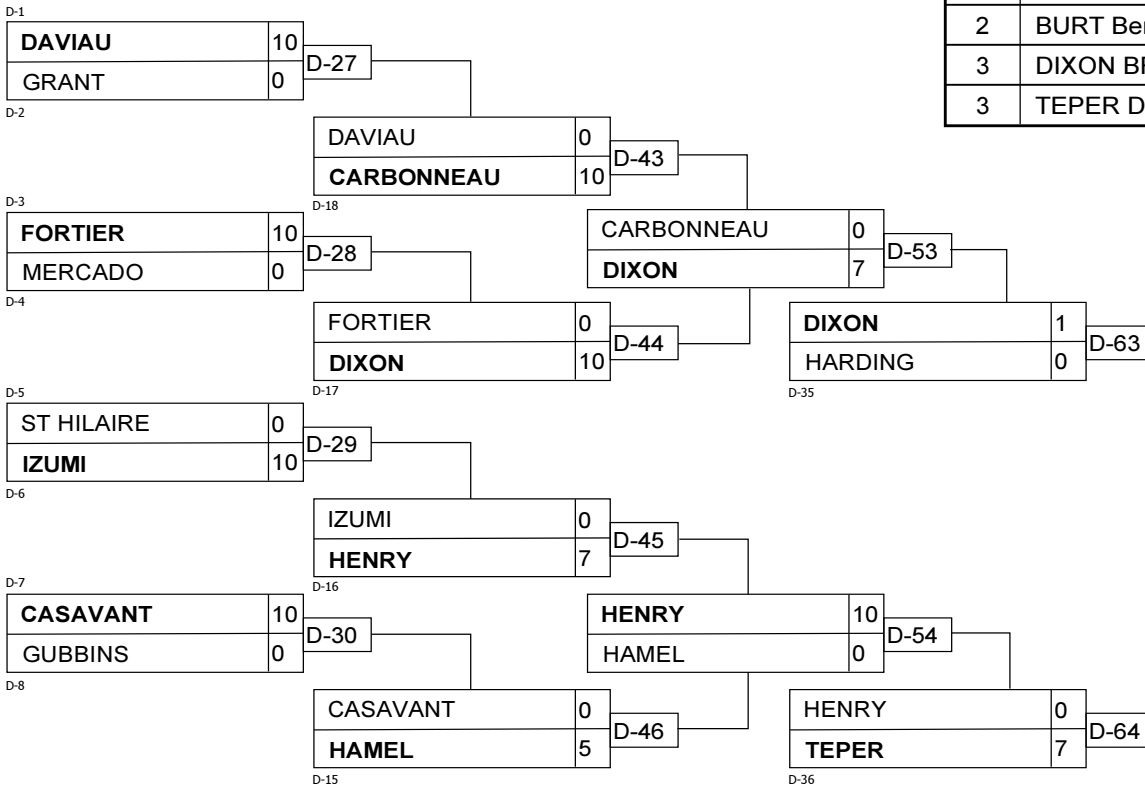 D-1
DAVIAU 10
GRANT 0
D-27
D-2
2 BURT
3 DIXON
3 TEPER
DAVIAU 0
CARBONNEAU 10
D-43
D-18
D-3
FORTIER 10
MERCADO 0
D-28
D-4
CARBONNEAU 0
DIXON 7
D-53
FORTIER 0
DIXON 10
D-44
D-17
DIXON 1
HARDING 0
D-63
D-35
D-5
ST HILAIRE 0
IZUMI 10
D-29
D-6
IZUMI 0
HENRY 7
D-45
D-16
D-7
CASAVANT 10
GUBBINS 0
D-30
D-8
HENRY 10
HAMEL 0
D-54
CASAVANT 0
HAMEL 5
D-46
D-15
HENRY 0
TEPER 7
D-64
D-36